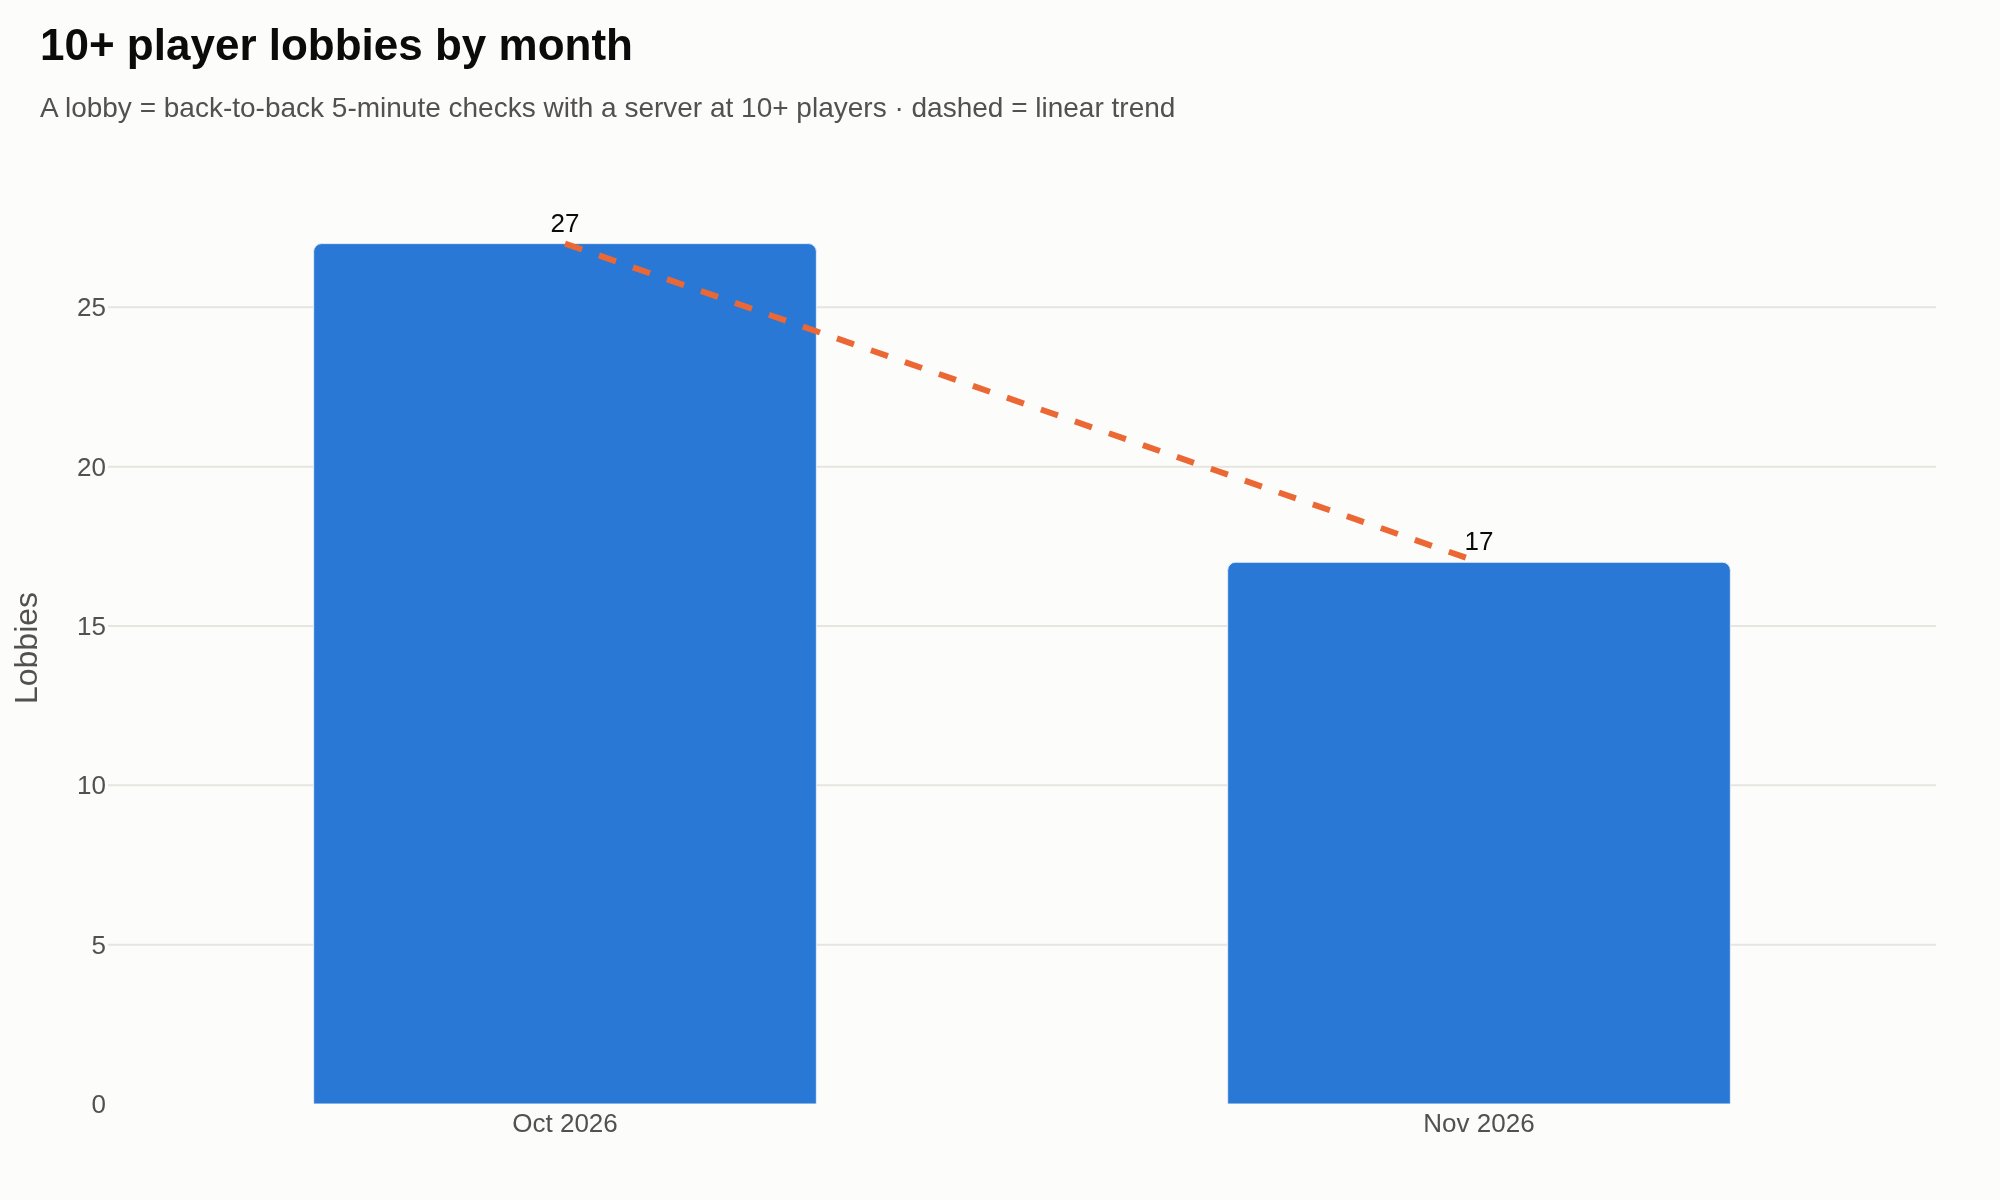 10+ player lobbies by month
A lobby = back-to-back 5-minute checks with a server at 10+ players · dashed = linear trend
27
25
20
17
15
10
5
0
Lobbies
Oct 2026
Nov 2026